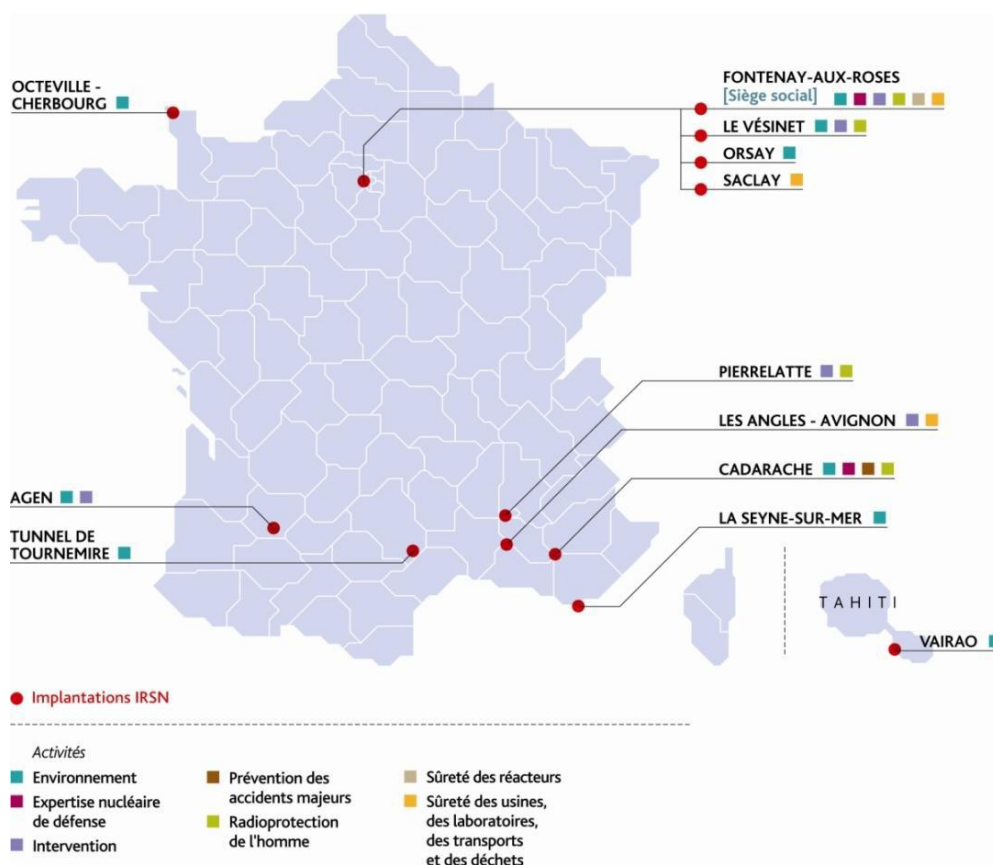 OCTEVILLE -
CHERBOURG
FONTENAY-AUX-ROSES
[Siège social]
LE VÉSINET
ORSAY
SACLAY
PIERRELATTE
LES ANGLES - AVIGNON
CADARACHE
LA SEYNE-SUR-MER
AGEN
TUNNEL DE
TOURNEMIRE
TAHITI
VAIRAO
Implantations IRSN
Activités
Environnement
Expertise nucléaire
de défense
Intervention
Prévention des
accidents majeurs
Radioprotection
de l'homme
Sûreté des réacteurs
Sûreté des usines,
des laboratoires,
des transports
et des déchets